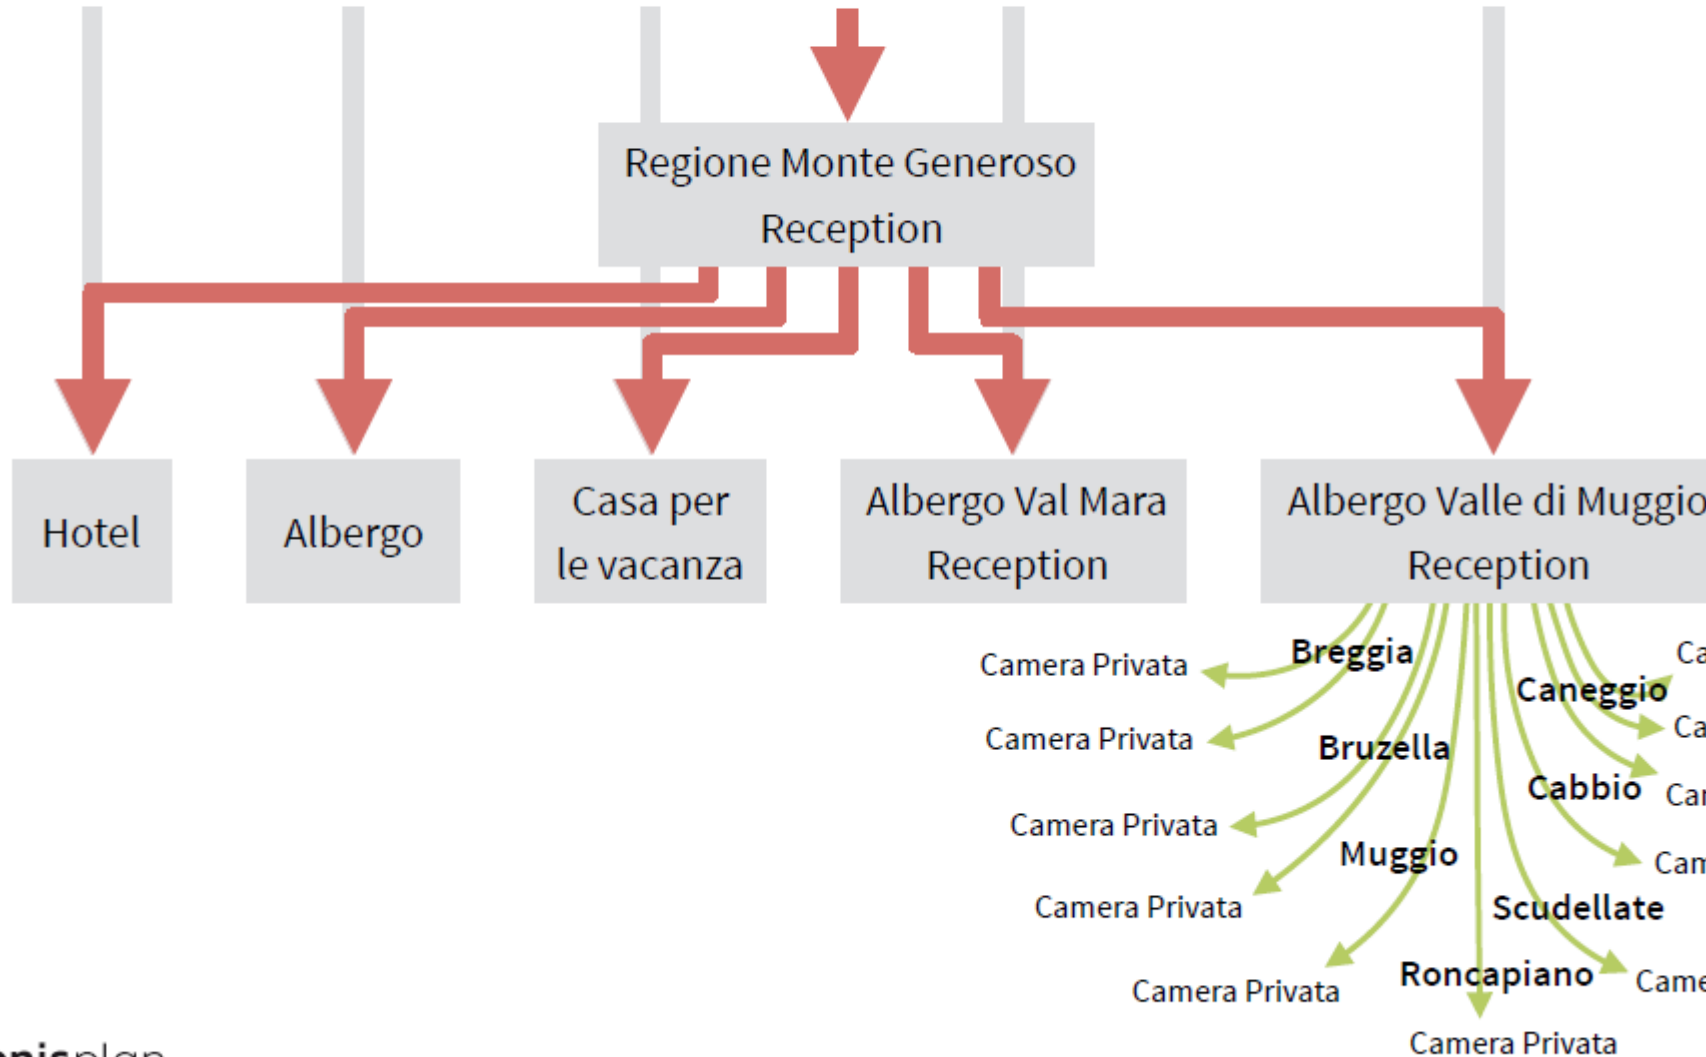 Regione Monte Generoso
Reception
Hotel
Albergo
Casa per
le vacanza
Albergo Val Mara
Reception
Albergo Valle di Muggio
Reception
Breggia
Camera Privata
Caneggio
Camera Privata
Bruzella
Cabbio
Camera Privata
Muggio
Camera Privata
Scudellate
Roncapiano
Camera Privata
Camera Privata